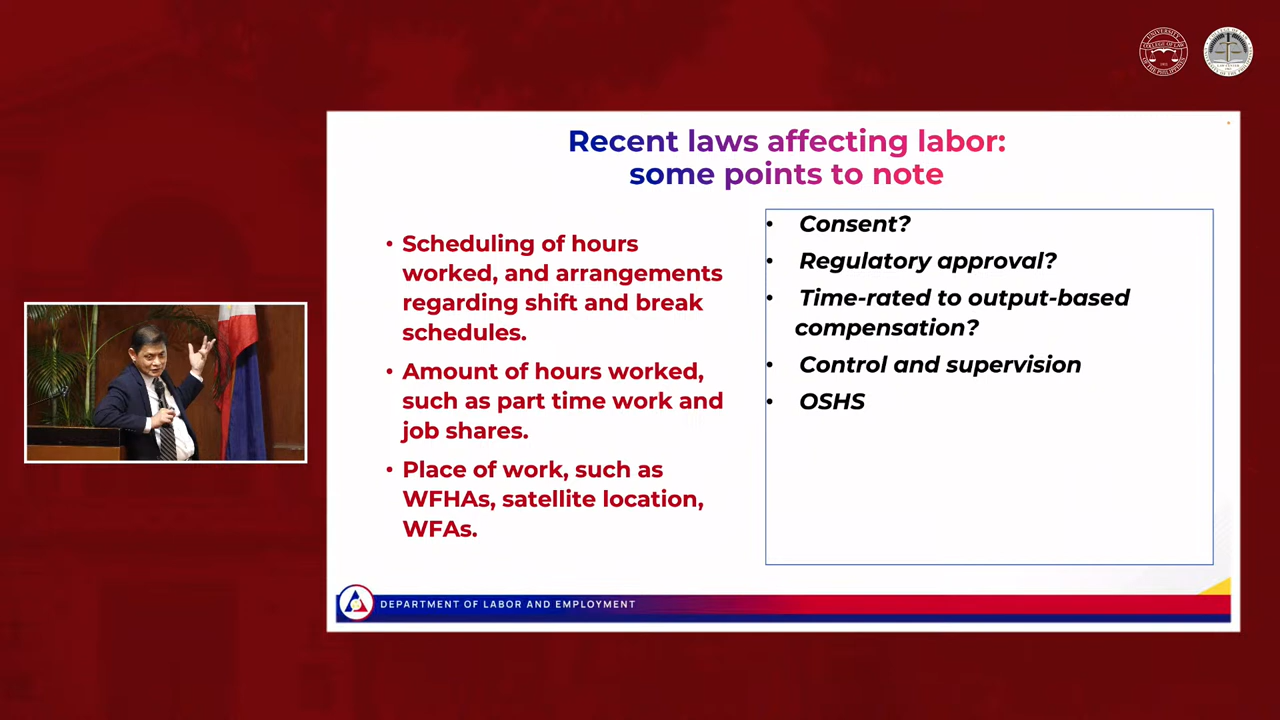 Recent laws affecting labor:
some points to note
• Scheduling of hours
worked, and arrangements
regarding shift and break
schedules.
• Amount of hours worked,
such as part time work and
job shares.
• Place of work, such as
WFHAs, satellite location,
WFAs.
• Consent?
• Regulatory approval?
• Time-rated to output-based
compensation?
• Control and supervision
• OSHS
DEPARTMENT OF LABOR AND EMPLOYMENT